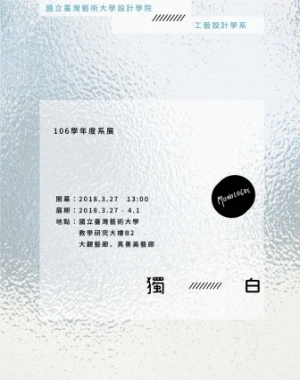 國立臺灣藝術大學設計學院
工藝設計學系
106學年度系展
開幕：2018.3.27 13:00
展期：2018.3.27 - 4.1
地點：國立臺灣藝術大學
教學研究大樓B2
大觀藝廊、真善美藝廊
MONOLOGUE
獨 白